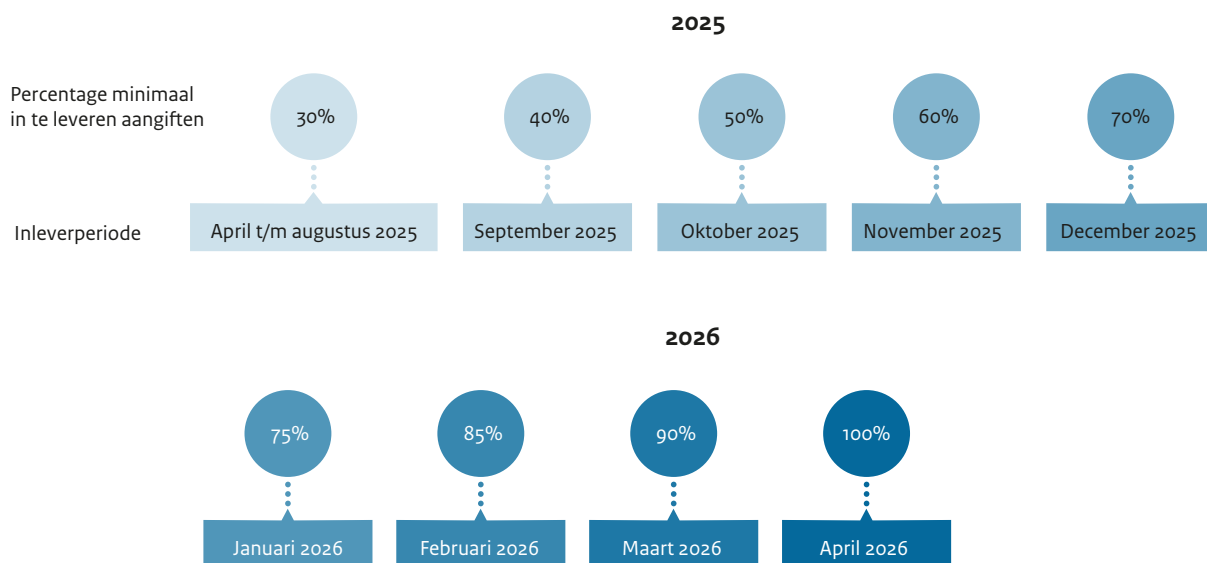 2025
Percentage minimaal
in te leveren aangiften
30%
40%
50%
60%
70%
Inleverperiode
April t/m augustus 2025
September 2025
Oktober 2025
November 2025
December 2025
2026
75%
85%
90%
100%
Januari 2026
Februari 2026
Maart 2026
April 2026